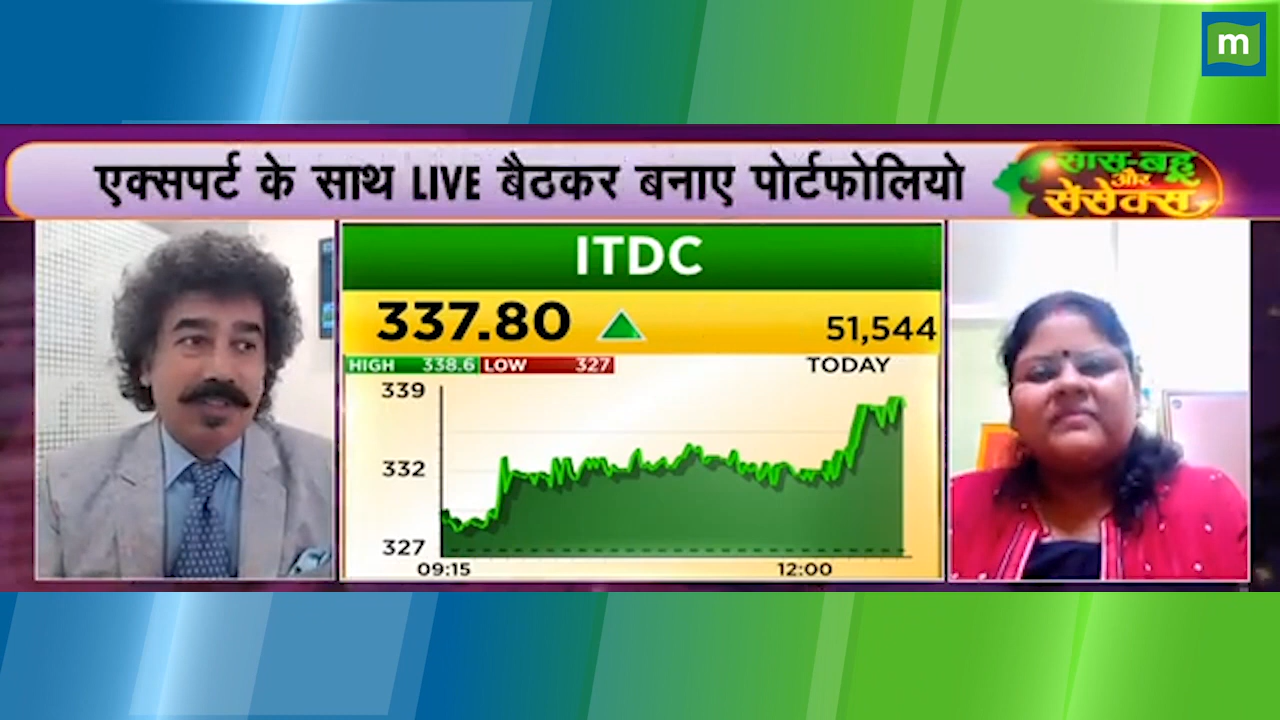 m
एक्सपर्ट के साथ LIVE बैठकर बनाए पोर्टफोलियो
सास-बहू
और
सेंसेक्स
ITDC
337.80 51,544
HIGH 338.6 LOW 327 TODAY
339
332
327
09:15 12:00